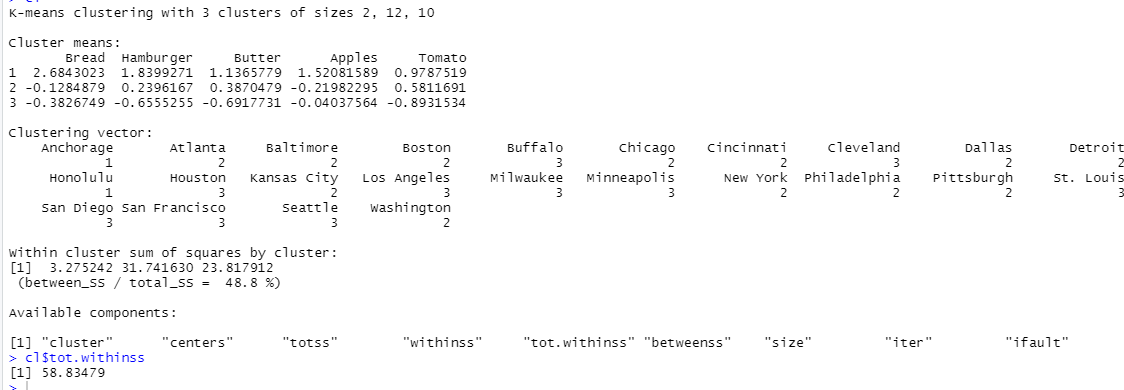 K-means clustering with 3 clusters of sizes 2, 12, 10
Cluster means:
Bread Hamburger Butter Apples Tomato
1 2.6843023 1.8399271 1.1365779 1.52081589 0.9787519
2 -0.1284879 0.2396167 0.3870479 -0.21982295 0.5811691
3 -0.3826749 -0.6555255 -0.6917731 -0.04037564 -0.8931534
Clustering vector:
Anchorage Atlanta Baltimore Boston Buffalo Chicago Cincinnati Cleveland Dallas Detroit
1 2 2 2 3 2 2 3 2 2
Honolulu Houston Kansas City Los Angeles Milwaukee Minneapolis New York Philadelphia Pittsburgh St. Louis
1 3 2 3 3 3 2 2 2 3
San Diego San Francisco Seattle Washington
3 3 3 2
Within cluster sum of squares by cluster:
[1] 3.275242 31.741630 23.817912
(between_SS / total_SS = 48.8 %)
Available components:
[1] "cluster" "centers" "totss" "withinss" "tot.withinss" "betweenss" "size" "iter" "ifault"
> cl$tot.withinss
[1] 58.83479
>